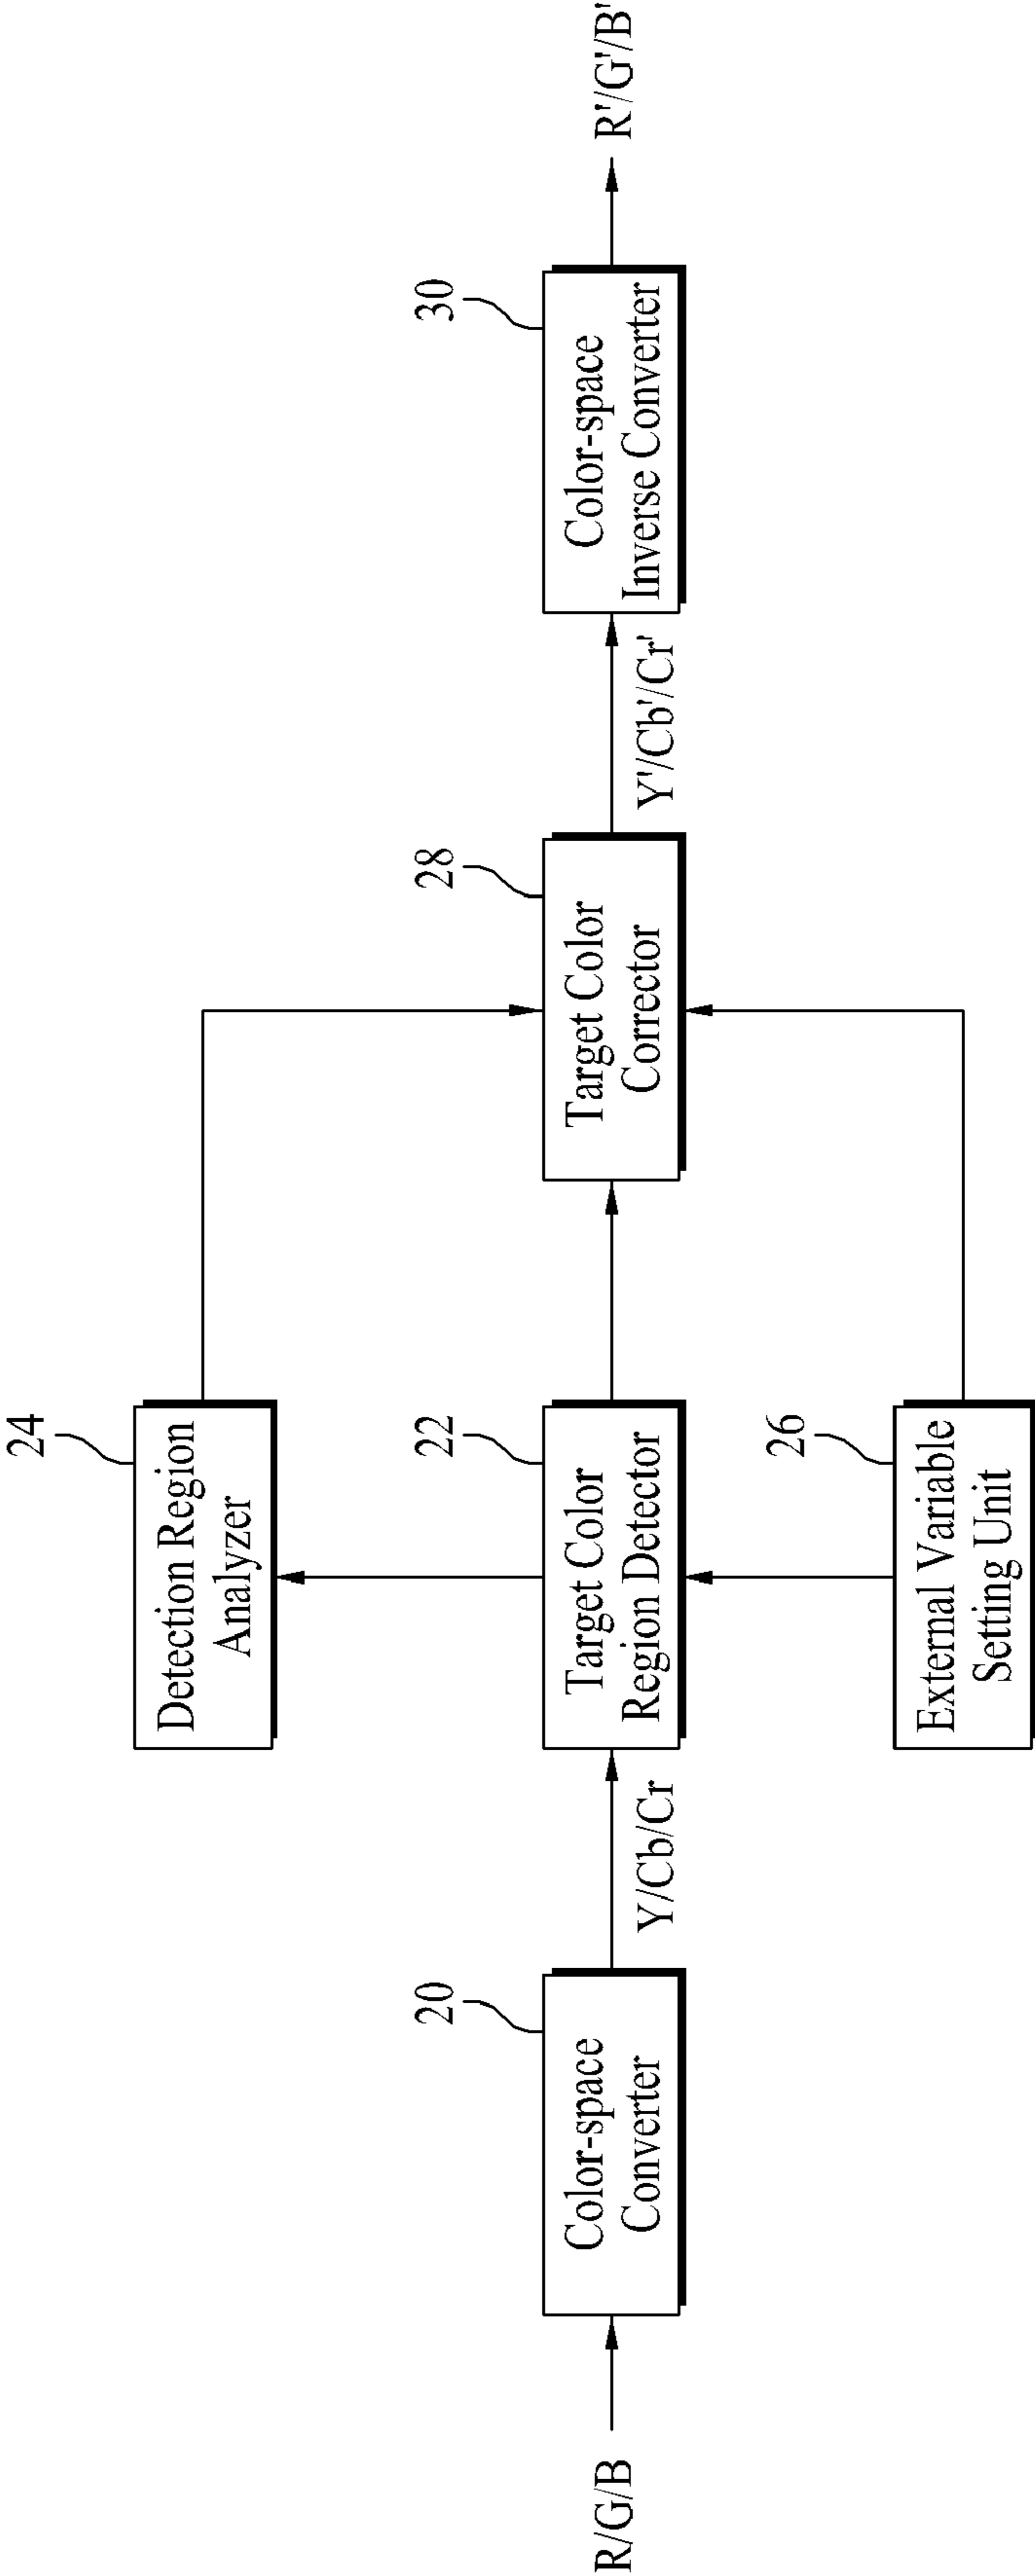 24
Detection Region
Analyzer
R/G/B
20
Color-space
Converter
Y/Cb/Cr
22
Target Color
Region Detector
28
Target Color
Corrector
Y'/Cb'/Cr'
30
Color-space
Inverse Converter
R'/G'/B'
26
External Variable
Setting Unit